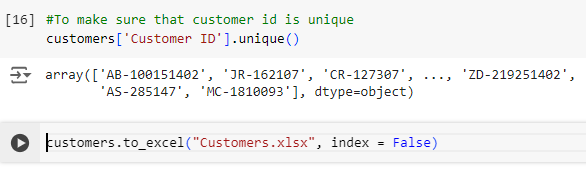 [16] #To make sure that customer id is unique
customers['Customer ID'].unique()
array(['AB-100151402', 'JR-162107', 'CR-127307', ..., 'ZD-219251402',
'AS-285147', 'MC-1810093'], dtype=object)
customers.to_excel("Customers.xlsx", index = False)